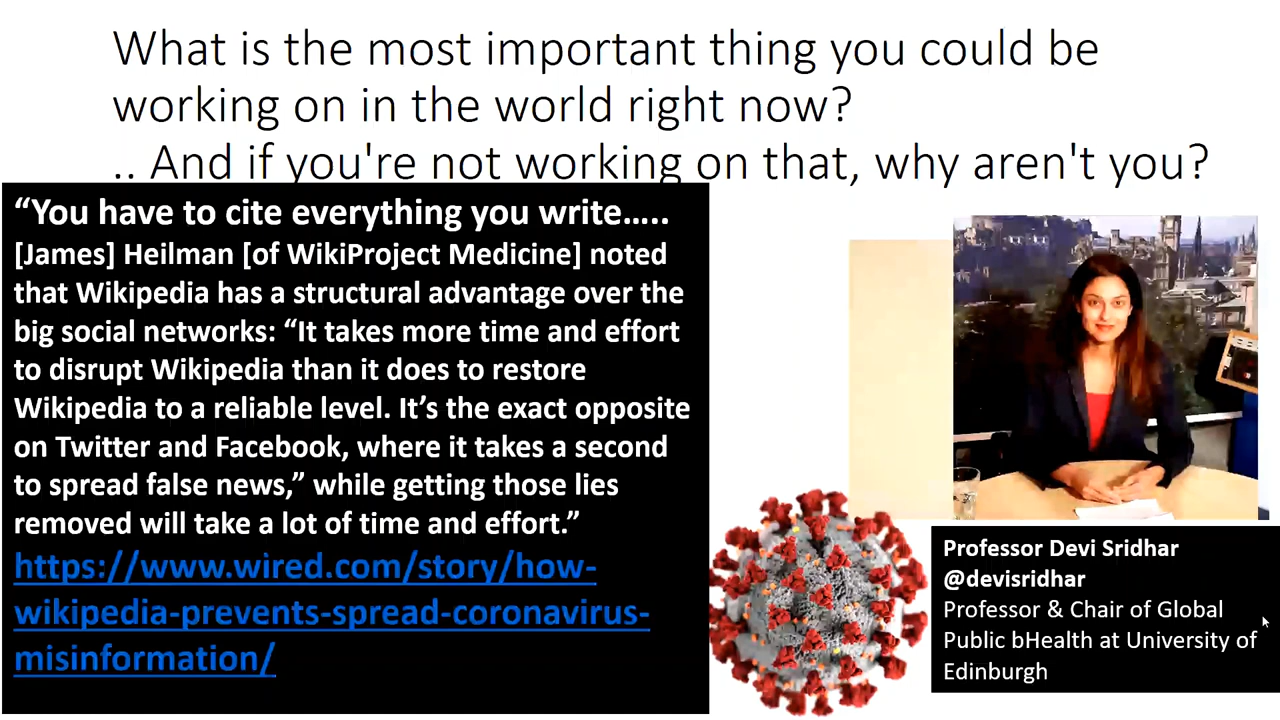 What is the most important thing you could be
working on in the world right now?
.. And if you're not working on that, why aren't you?
“You have to cite everything you write…..
[James] Heilman [of WikiProject Medicine] noted
that Wikipedia has a structural advantage over the
big social networks: “It takes more time and effort
to disrupt Wikipedia than it does to restore
Wikipedia to a reliable level. It’s the exact opposite
on Twitter and Facebook, where it takes a second
to spread false news,” while getting those lies
removed will take a lot of time and effort.”
https://www.wired.com/story/how-
wikipedia-prevents-spread-coronavirus-
misinformation/
Professor Devi Sridhar
@devisridhar
Professor & Chair of Global
Public bHealth at University of
Edinburgh